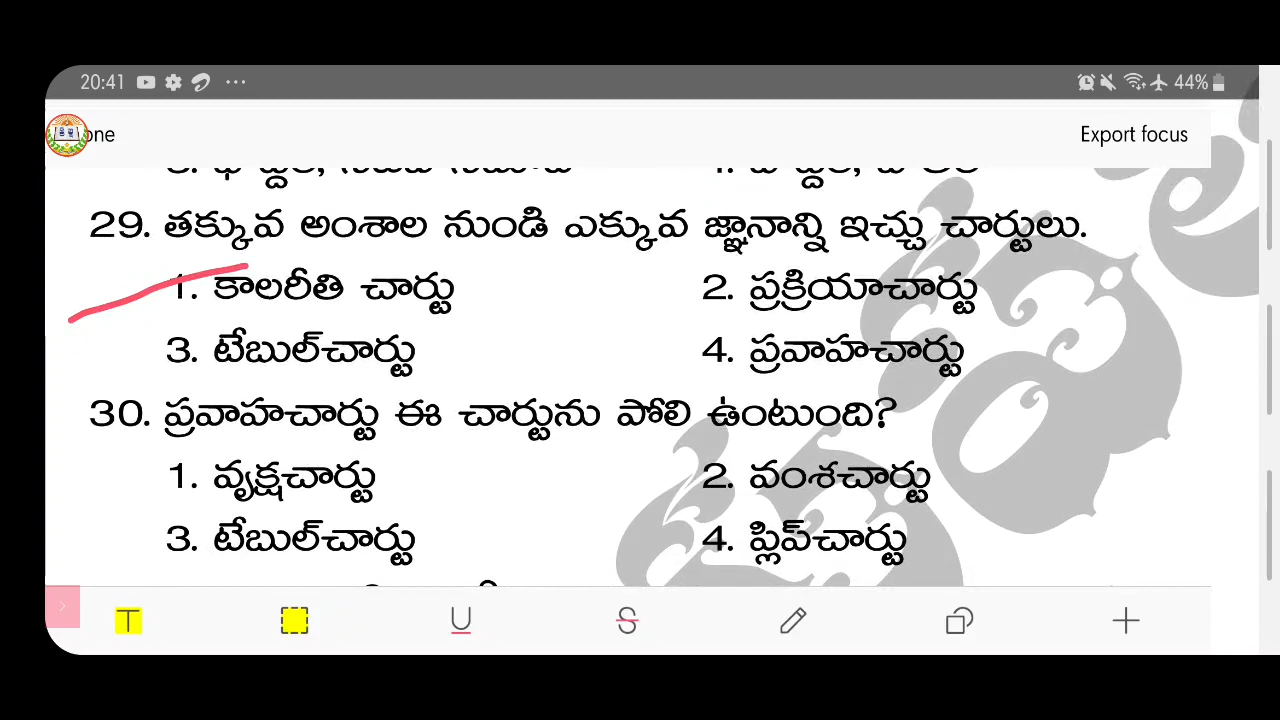 20:41 ... 44%
one Export focus
29. తక్కువ అంశాల నుండి ఎక్కువ జ్ఞానాన్ని ఇచ్చు చార్టులు.
1. కాలరీతి చార్టు 2. ప్రక్రియాచార్టు
3. టేబుల్‌చార్టు 4. ప్రవాహచార్టు
30. ప్రవాహచార్టు ఈ చార్టును పోలి ఉంటుంది?
1. వృక్షచార్టు 2. వంశచార్టు
3. టేబుల్‌చార్టు 4. ప్లిప్‌చార్టు
T U S